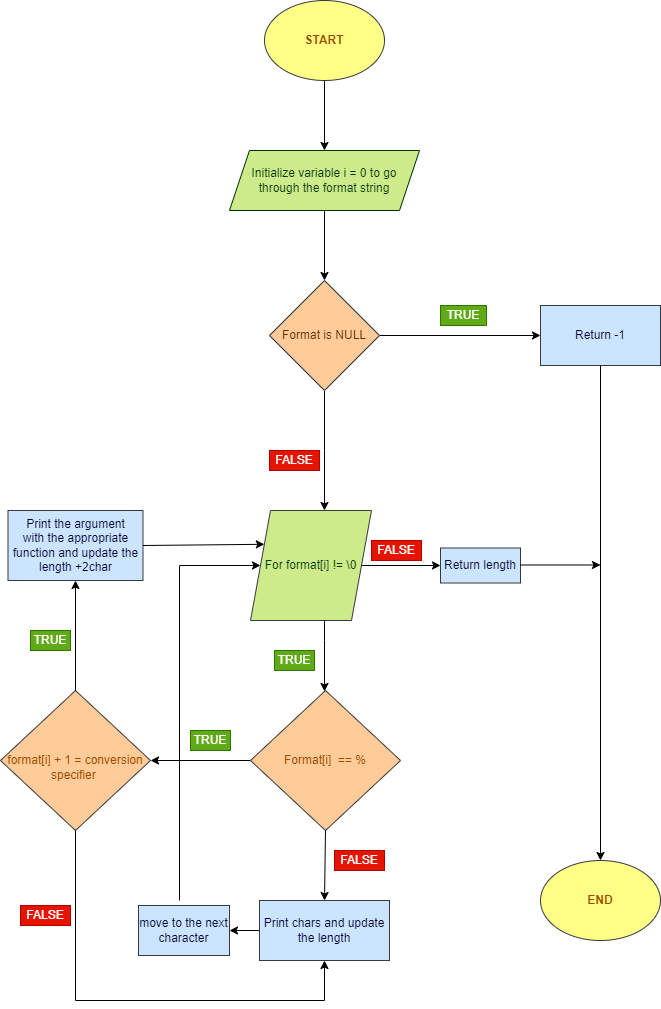 START
Initialize variable i = 0 to go
through the format string
Format is NULL
TRUE
Return -1
FALSE
Print the argument
with the appropriate
function and update the
length +2char
For format[i] != \0
FALSE
Return length
TRUE
TRUE
format[i] + 1 = conversion
specifier
TRUE
Format[i]  == %
FALSE
FALSE
move to the next
character
Print chars and update
the length
END